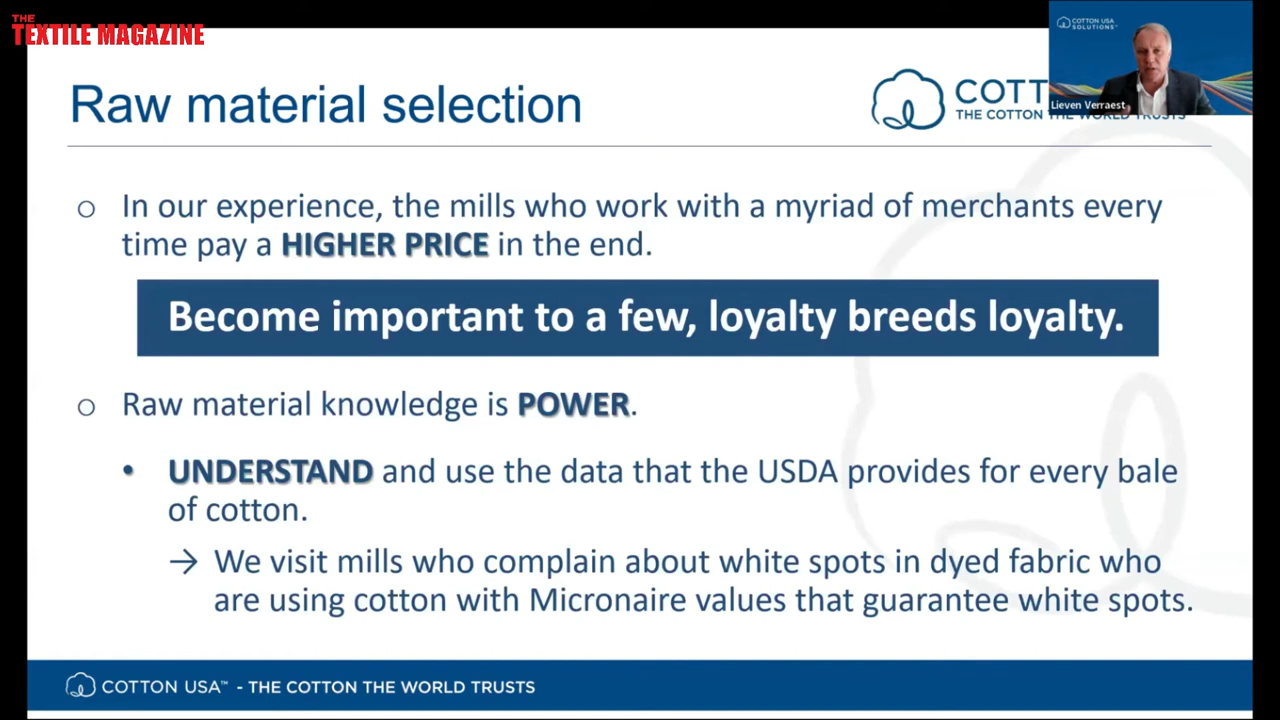 THE
TEXTILE MAGAZINE
COTTON USA
SOLUTIONS™
Lieven Verraest
Raw material selection
THE COTTON THE WORLD TRUSTS
o In our experience, the mills who work with a myriad of merchants every
time pay a HIGHER PRICE in the end.
Become important to a few, loyalty breeds loyalty.
o Raw material knowledge is POWER.
• UNDERSTAND and use the data that the USDA provides for every bale
of cotton.
→ We visit mills who complain about white spots in dyed fabric who
are using cotton with Micronaire values that guarantee white spots.
COTTON USA™ - THE COTTON THE WORLD TRUSTS